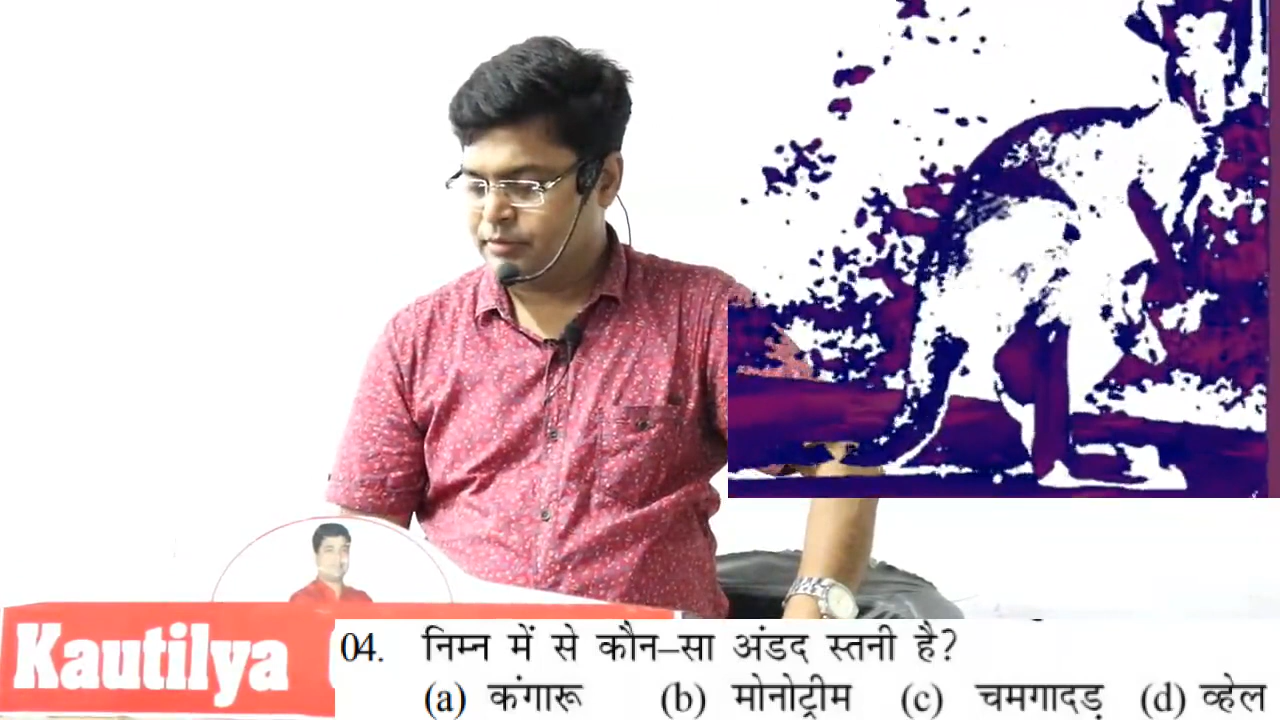 Kautilya
04. निम्न में से कौन–सा अंडद स्तनी है?
(a) कंगारू (b) मोनोट्रीम (c) चमगादड़ (d) व्हेल